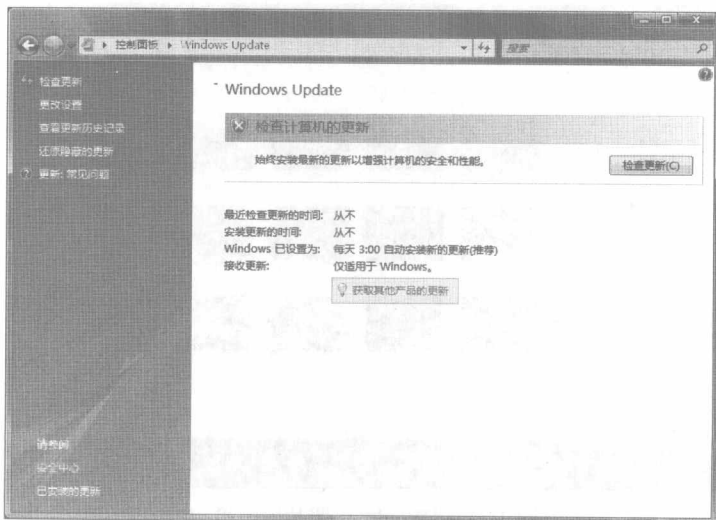 控制面板 ▸ Windows Update
搜索
检查更新
更改设置
查看更新历史记录
还原隐藏的更新
更新: 常见问题
Windows Update
检查计算机的更新
始终安装最新的更新以增强计算机的安全和性能。
检查更新(C)
最近检查更新的时间: 从不
安装更新的时间: 从不
Windows 已设置为: 每天 3:00 自动安装新的更新(推荐)
接收更新: 仅适用于 Windows。
获取其他产品的更新
请参阅
安全中心
已安装的更新